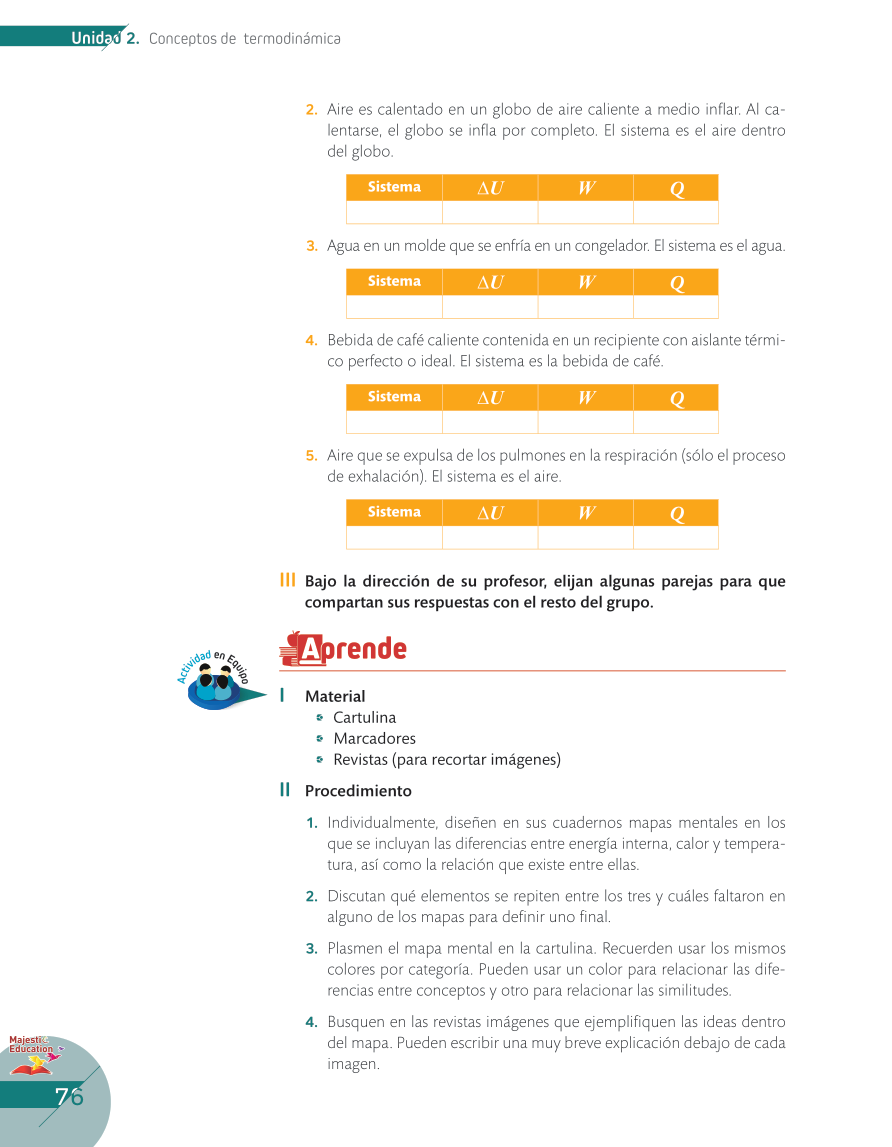 Unidad 2. Conceptos de termodinámica
2. Aire es calentado en un globo de aire caliente a medio inflar. Al ca-
lentarse, el globo se infla por completo. El sistema es el aire dentro
del globo.
Sistema ΔU W Q
3. Agua en un molde que se enfría en un congelador. El sistema es el agua.
Sistema ΔU W Q
4. Bebida de café caliente contenida en un recipiente con aislante térmi-
co perfecto o ideal. El sistema es la bebida de café.
Sistema ΔU W Q
5. Aire que se expulsa de los pulmones en la respiración (sólo el proceso
de exhalación). El sistema es el aire.
Sistema ΔU W Q
III Bajo la dirección de su profesor, elijan algunas parejas para que
compartan sus respuestas con el resto del grupo.
Aprende
Actividad en Equipo
I Material
Cartulina
Marcadores
Revistas (para recortar imágenes)
II Procedimiento
1. Individualmente, diseñen en sus cuadernos mapas mentales en los
que se incluyan las diferencias entre energía interna, calor y tempera-
tura, así como la relación que existe entre ellas.
2. Discutan qué elementos se repiten entre los tres y cuáles faltaron en
alguno de los mapas para definir uno final.
3. Plasmen el mapa mental en la cartulina. Recuerden usar los mismos
colores por categoría. Pueden usar un color para relacionar las dife-
rencias entre conceptos y otro para relacionar las similitudes.
4. Busquen en las revistas imágenes que ejemplifiquen las ideas dentro
del mapa. Pueden escribir una muy breve explicación debajo de cada
imagen.
Majestic
Education
76